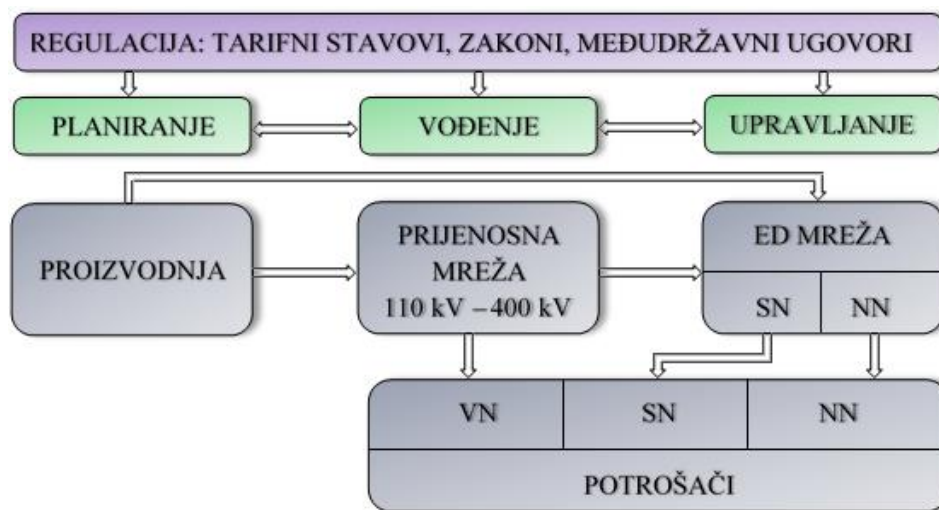 REGULACIJA: TARIFNI STAVOVI, ZAKONI, MEĐUDRŽAVNI UGOVORI
PLANIRANJE
VOĐENJE
UPRAVLJANJE
PROIZVODNJA
PRIJENOSNA
MREŽA
110 kV – 400 kV
ED MREŽA
SN
NN
VN
SN
NN
POTROŠAČI